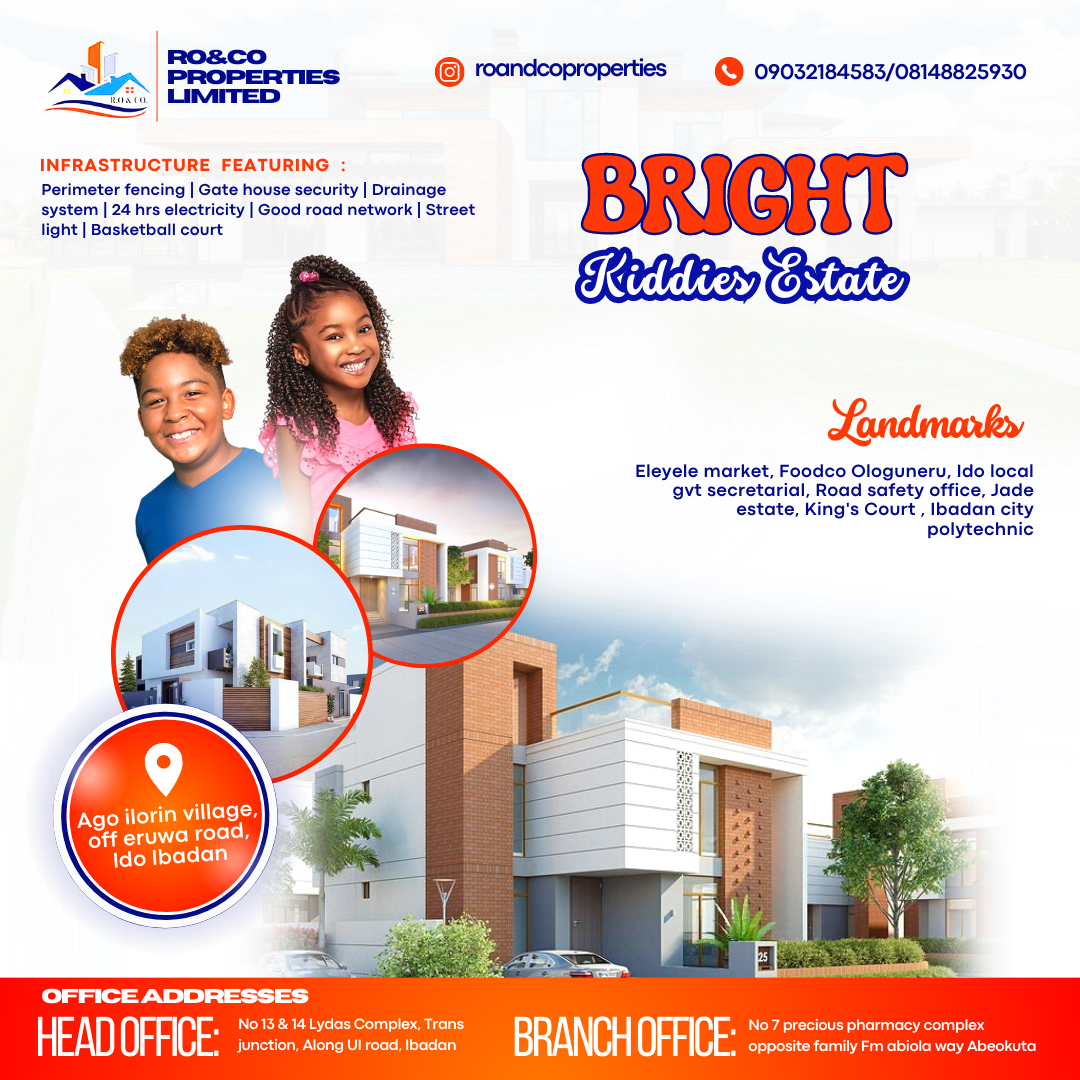 R.O & CO.
RO&CO
PROPERTIES
LIMITED
roandcoproperties
09032184583/08148825930
INFRASTRUCTURE FEATURING :
Perimeter fencing | Gate house security | Drainage
system | 24 hrs electricity | Good road network | Street
light | Basketball court
BRIGHT
Kiddies Estate
Landmarks
Eleyele market, Foodco Ologuneru, Ido local
gvt secretarial, Road safety office, Jade
estate, King's Court , Ibadan city
polytechnic
Ago ilorin village,
off eruwa road,
Ido Ibadan
25
OFFICE ADDRESSES
HEAD OFFICE:
No 13 & 14 Lydas Complex, Trans
junction, Along UI road, Ibadan
BRANCH OFFICE:
No 7 precious pharmacy complex
opposite family Fm abiola way Abeokuta